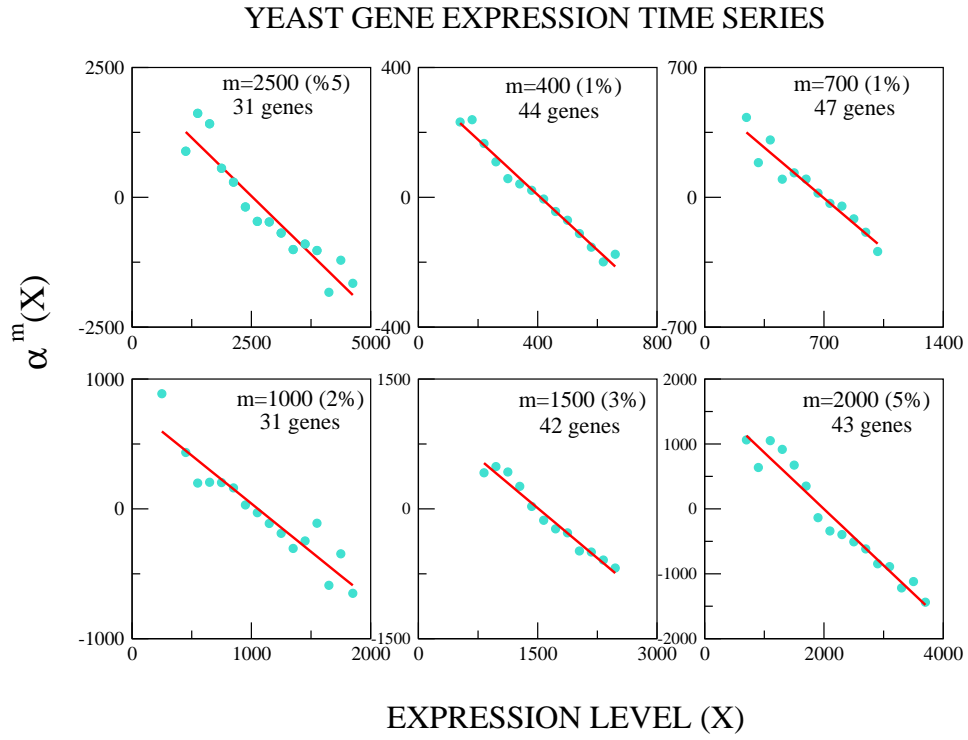 YEAST GENE EXPRESSION TIME SERIES
α m(X)
2500
0
-2500
m=2500 (%5)
31 genes
0
2500
5000
400
0
-400
m=400 (1%)
44 genes
0
400
800
700
0
-700
m=700 (1%)
47 genes
0
700
1400
1000
0
-1000
m=1000 (2%)
31 genes
0
1000
2000
1500
0
-1500
m=1500 (3%)
42 genes
0
1500
3000
2000
1000
0
-1000
-2000
m=2000 (5%)
43 genes
0
2000
4000
EXPRESSION LEVEL (X)